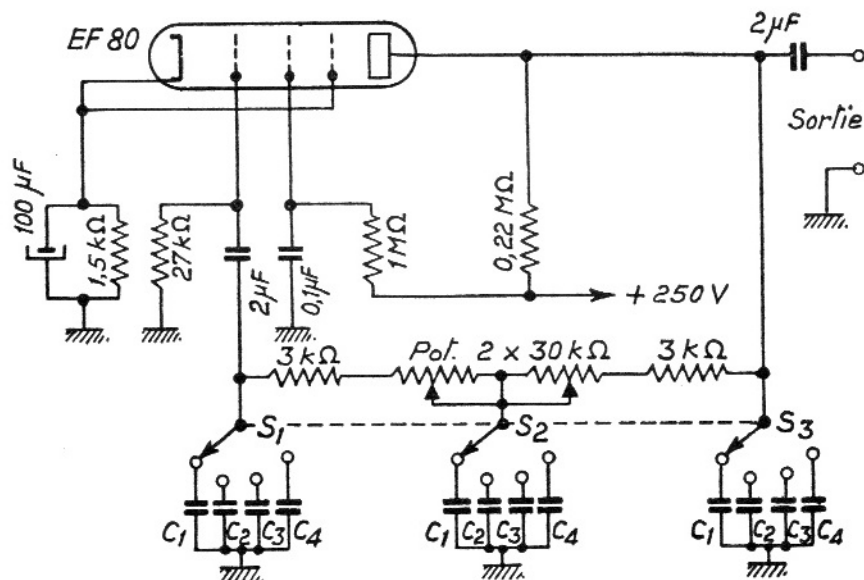 EF 80
2µF
Sortie
100 µF
1,5 kΩ
27kΩ
2µF
0,1µF
1MΩ
0,22 MΩ
+ 250 V
3 kΩ
Pot. 2 x 30 kΩ
3 kΩ
S1
S2
S3
C1 C2 C3 C4
C1 C2 C3 C4
C1 C2 C3 C4